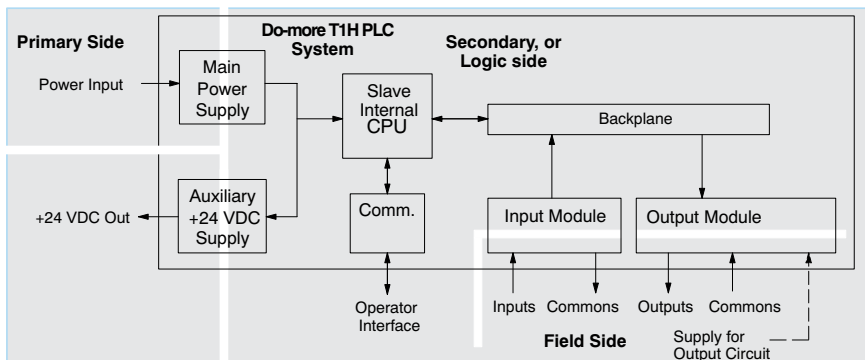 Primary Side
Do-more T1H PLC
System
Secondary, or
Logic side
Power Input
Main
Power
Supply
Slave
Internal
CPU
Backplane
+24 VDC Out
Auxiliary
+24 VDC
Supply
Comm.
Input Module
Output Module
Operator
Interface
Inputs
Commons
Outputs
Commons
Field Side
Supply for
Output Circuit